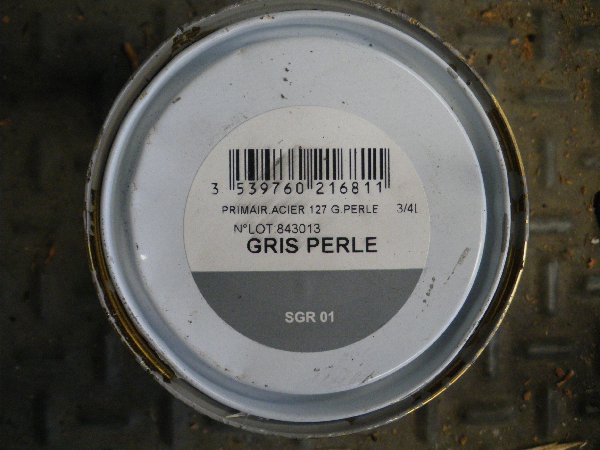 3 539760 216811
PRIMAIR.ACIER 127 G.PERLE 3/4L
N°LOT:843013
GRIS PERLE
SGR 01